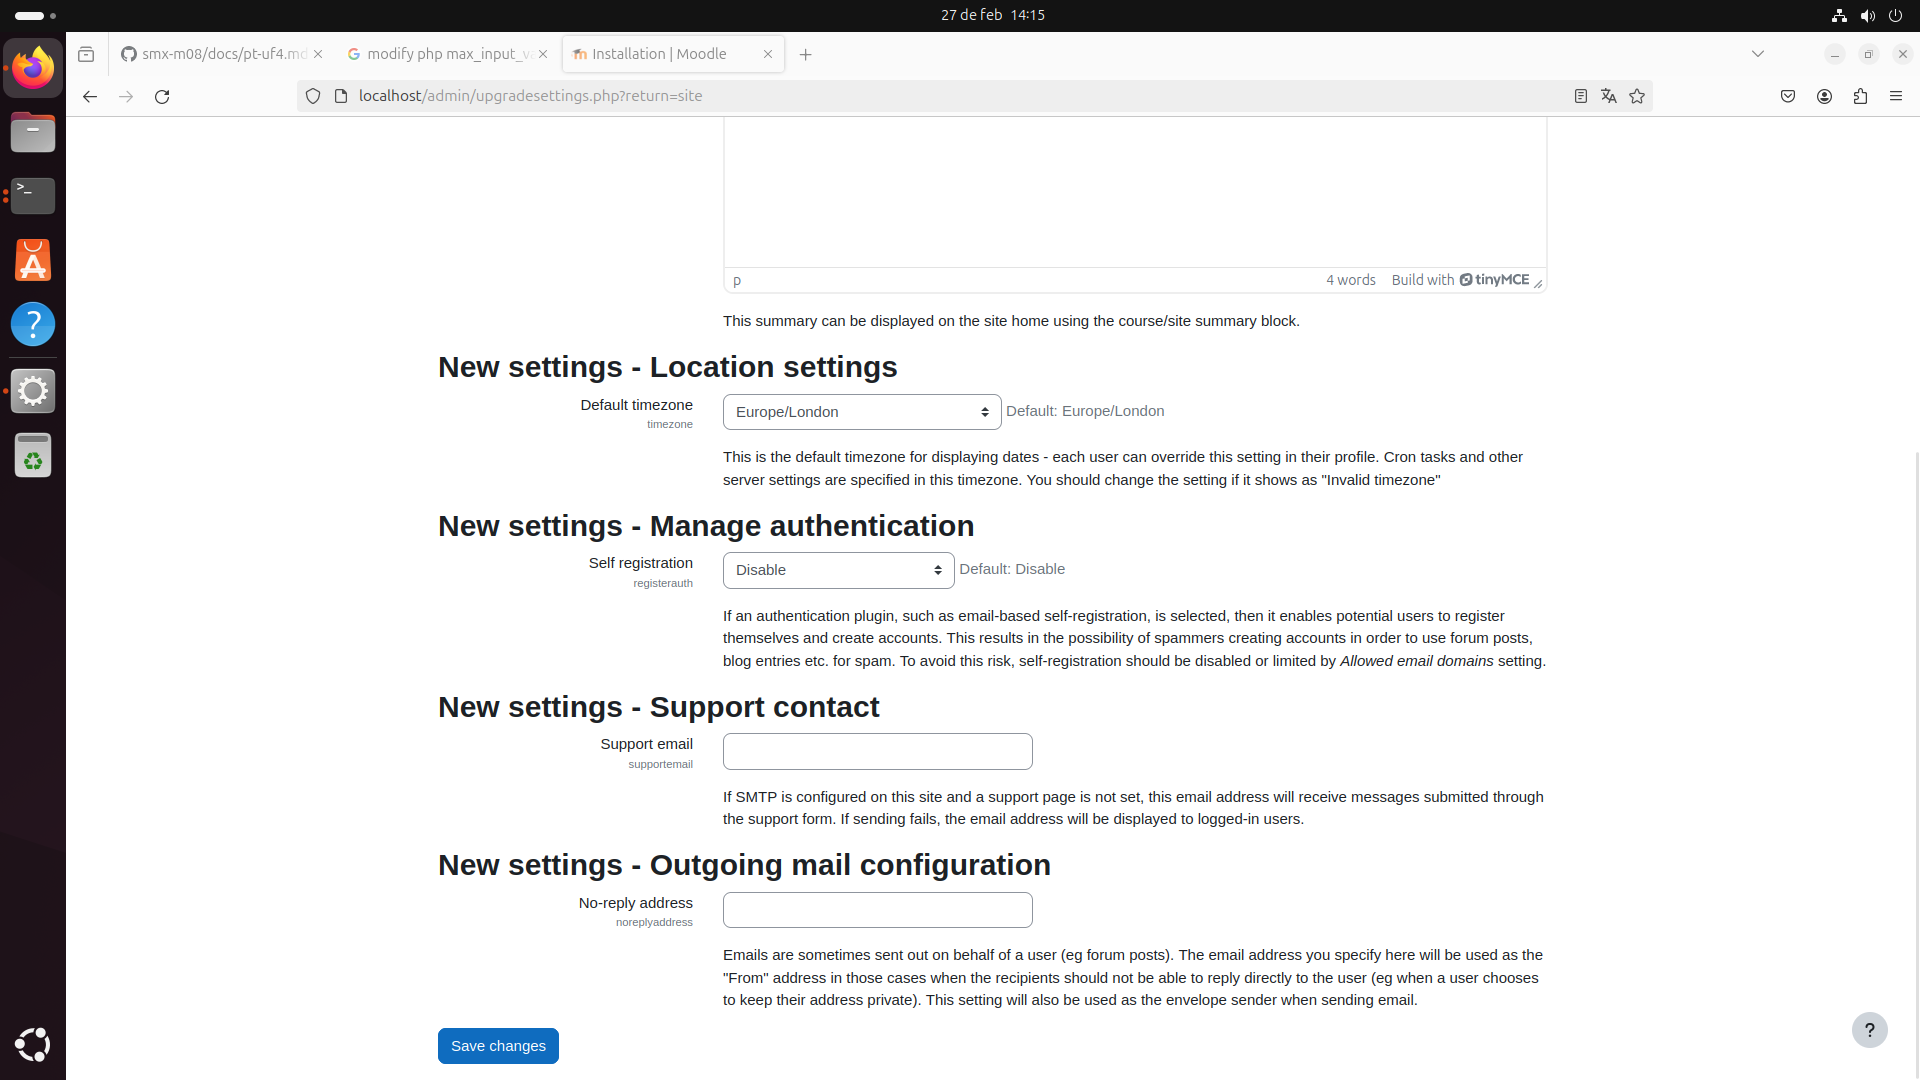 27 de feb 14:15
smx-m08/docs/pt-uf4.md
modify php max_input_va
Installation | Moodle
localhost/admin/upgradesettings.php?return=site
p
4 words Build with tinyMCE
This summary can be displayed on the site home using the course/site summary block.
New settings - Location settings
Default timezone
timezone
Europe/London
Default: Europe/London
This is the default timezone for displaying dates - each user can override this setting in their profile. Cron tasks and other
server settings are specified in this timezone. You should change the setting if it shows as "Invalid timezone"
New settings - Manage authentication
Self registration
registerauth
Disable
Default: Disable
If an authentication plugin, such as email-based self-registration, is selected, then it enables potential users to register
themselves and create accounts. This results in the possibility of spammers creating accounts in order to use forum posts,
blog entries etc. for spam. To avoid this risk, self-registration should be disabled or limited by Allowed email domains setting.
New settings - Support contact
Support email
supportemail
If SMTP is configured on this site and a support page is not set, this email address will receive messages submitted through
the support form. If sending fails, the email address will be displayed to logged-in users.
New settings - Outgoing mail configuration
No-reply address
noreplyaddress
Emails are sometimes sent out on behalf of a user (eg forum posts). The email address you specify here will be used as the
"From" address in those cases when the recipients should not be able to reply directly to the user (eg when a user chooses
to keep their address private). This setting will also be used as the envelope sender when sending email.
Save changes
?